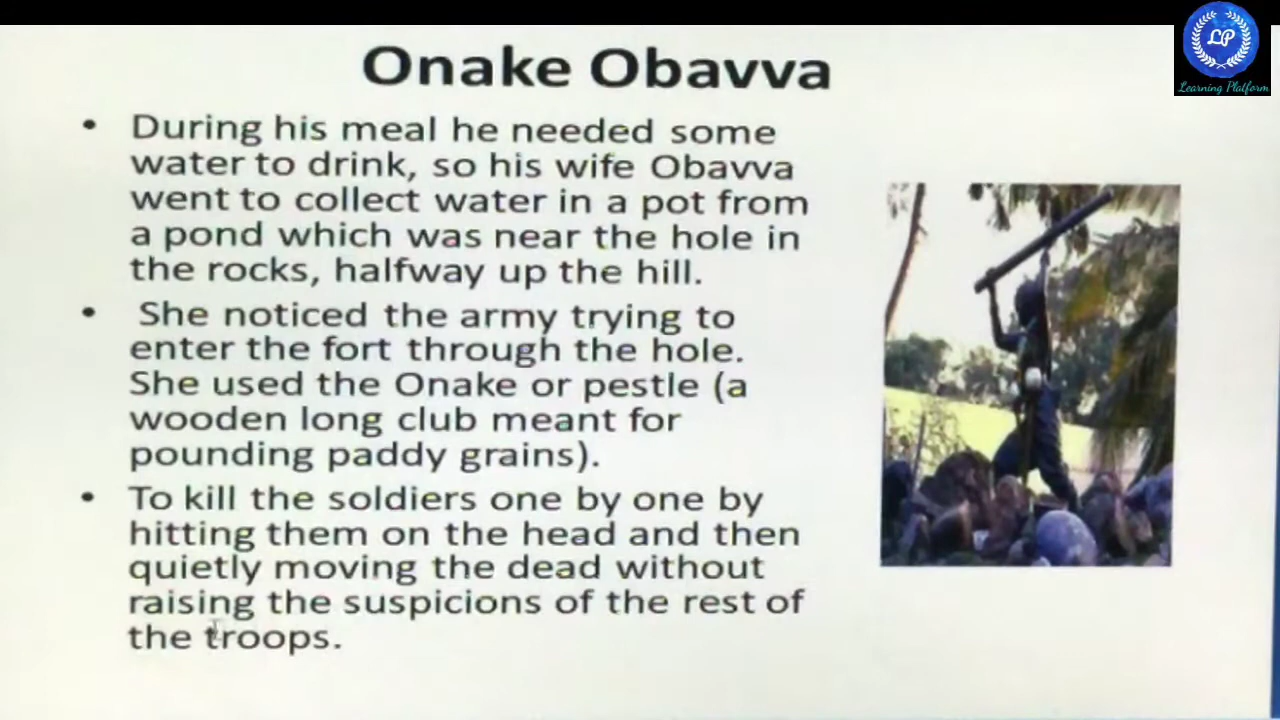 LP
Learning Platform
Onake Obavva
• During his meal he needed some
water to drink, so his wife Obavva
went to collect water in a pot from
a pond which was near the hole in
the rocks, halfway up the hill.
• She noticed the army trying to
enter the fort through the hole.
She used the Onake or pestle (a
wooden long club meant for
pounding paddy grains).
• To kill the soldiers one by one by
hitting them on the head and then
quietly moving the dead without
raising the suspicions of the rest of
the troops.